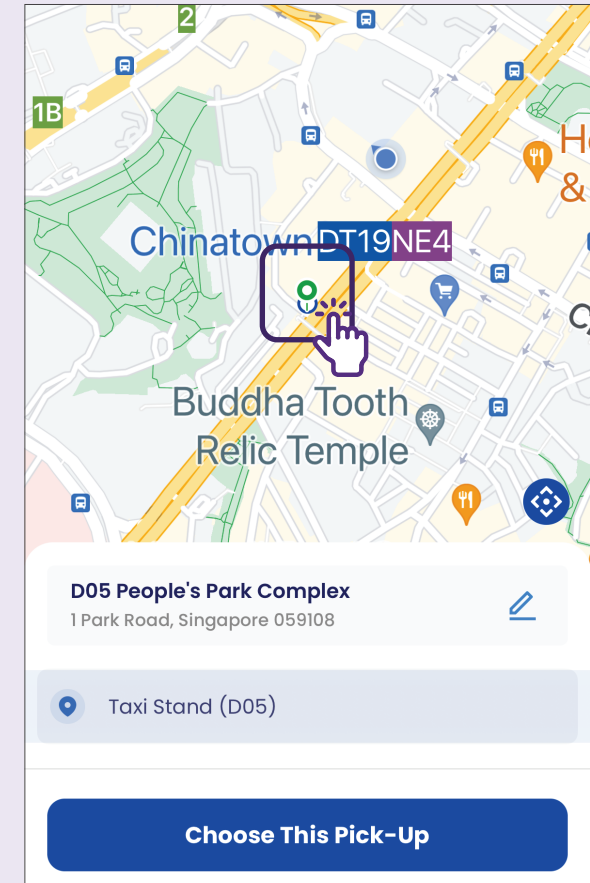 2
1B
&
Chinatown DT19 NE4
Buddha Tooth
Relic Temple
D05 People's Park Complex
1 Park Road, Singapore 059108
Taxi Stand (D05)
Choose This Pick-Up